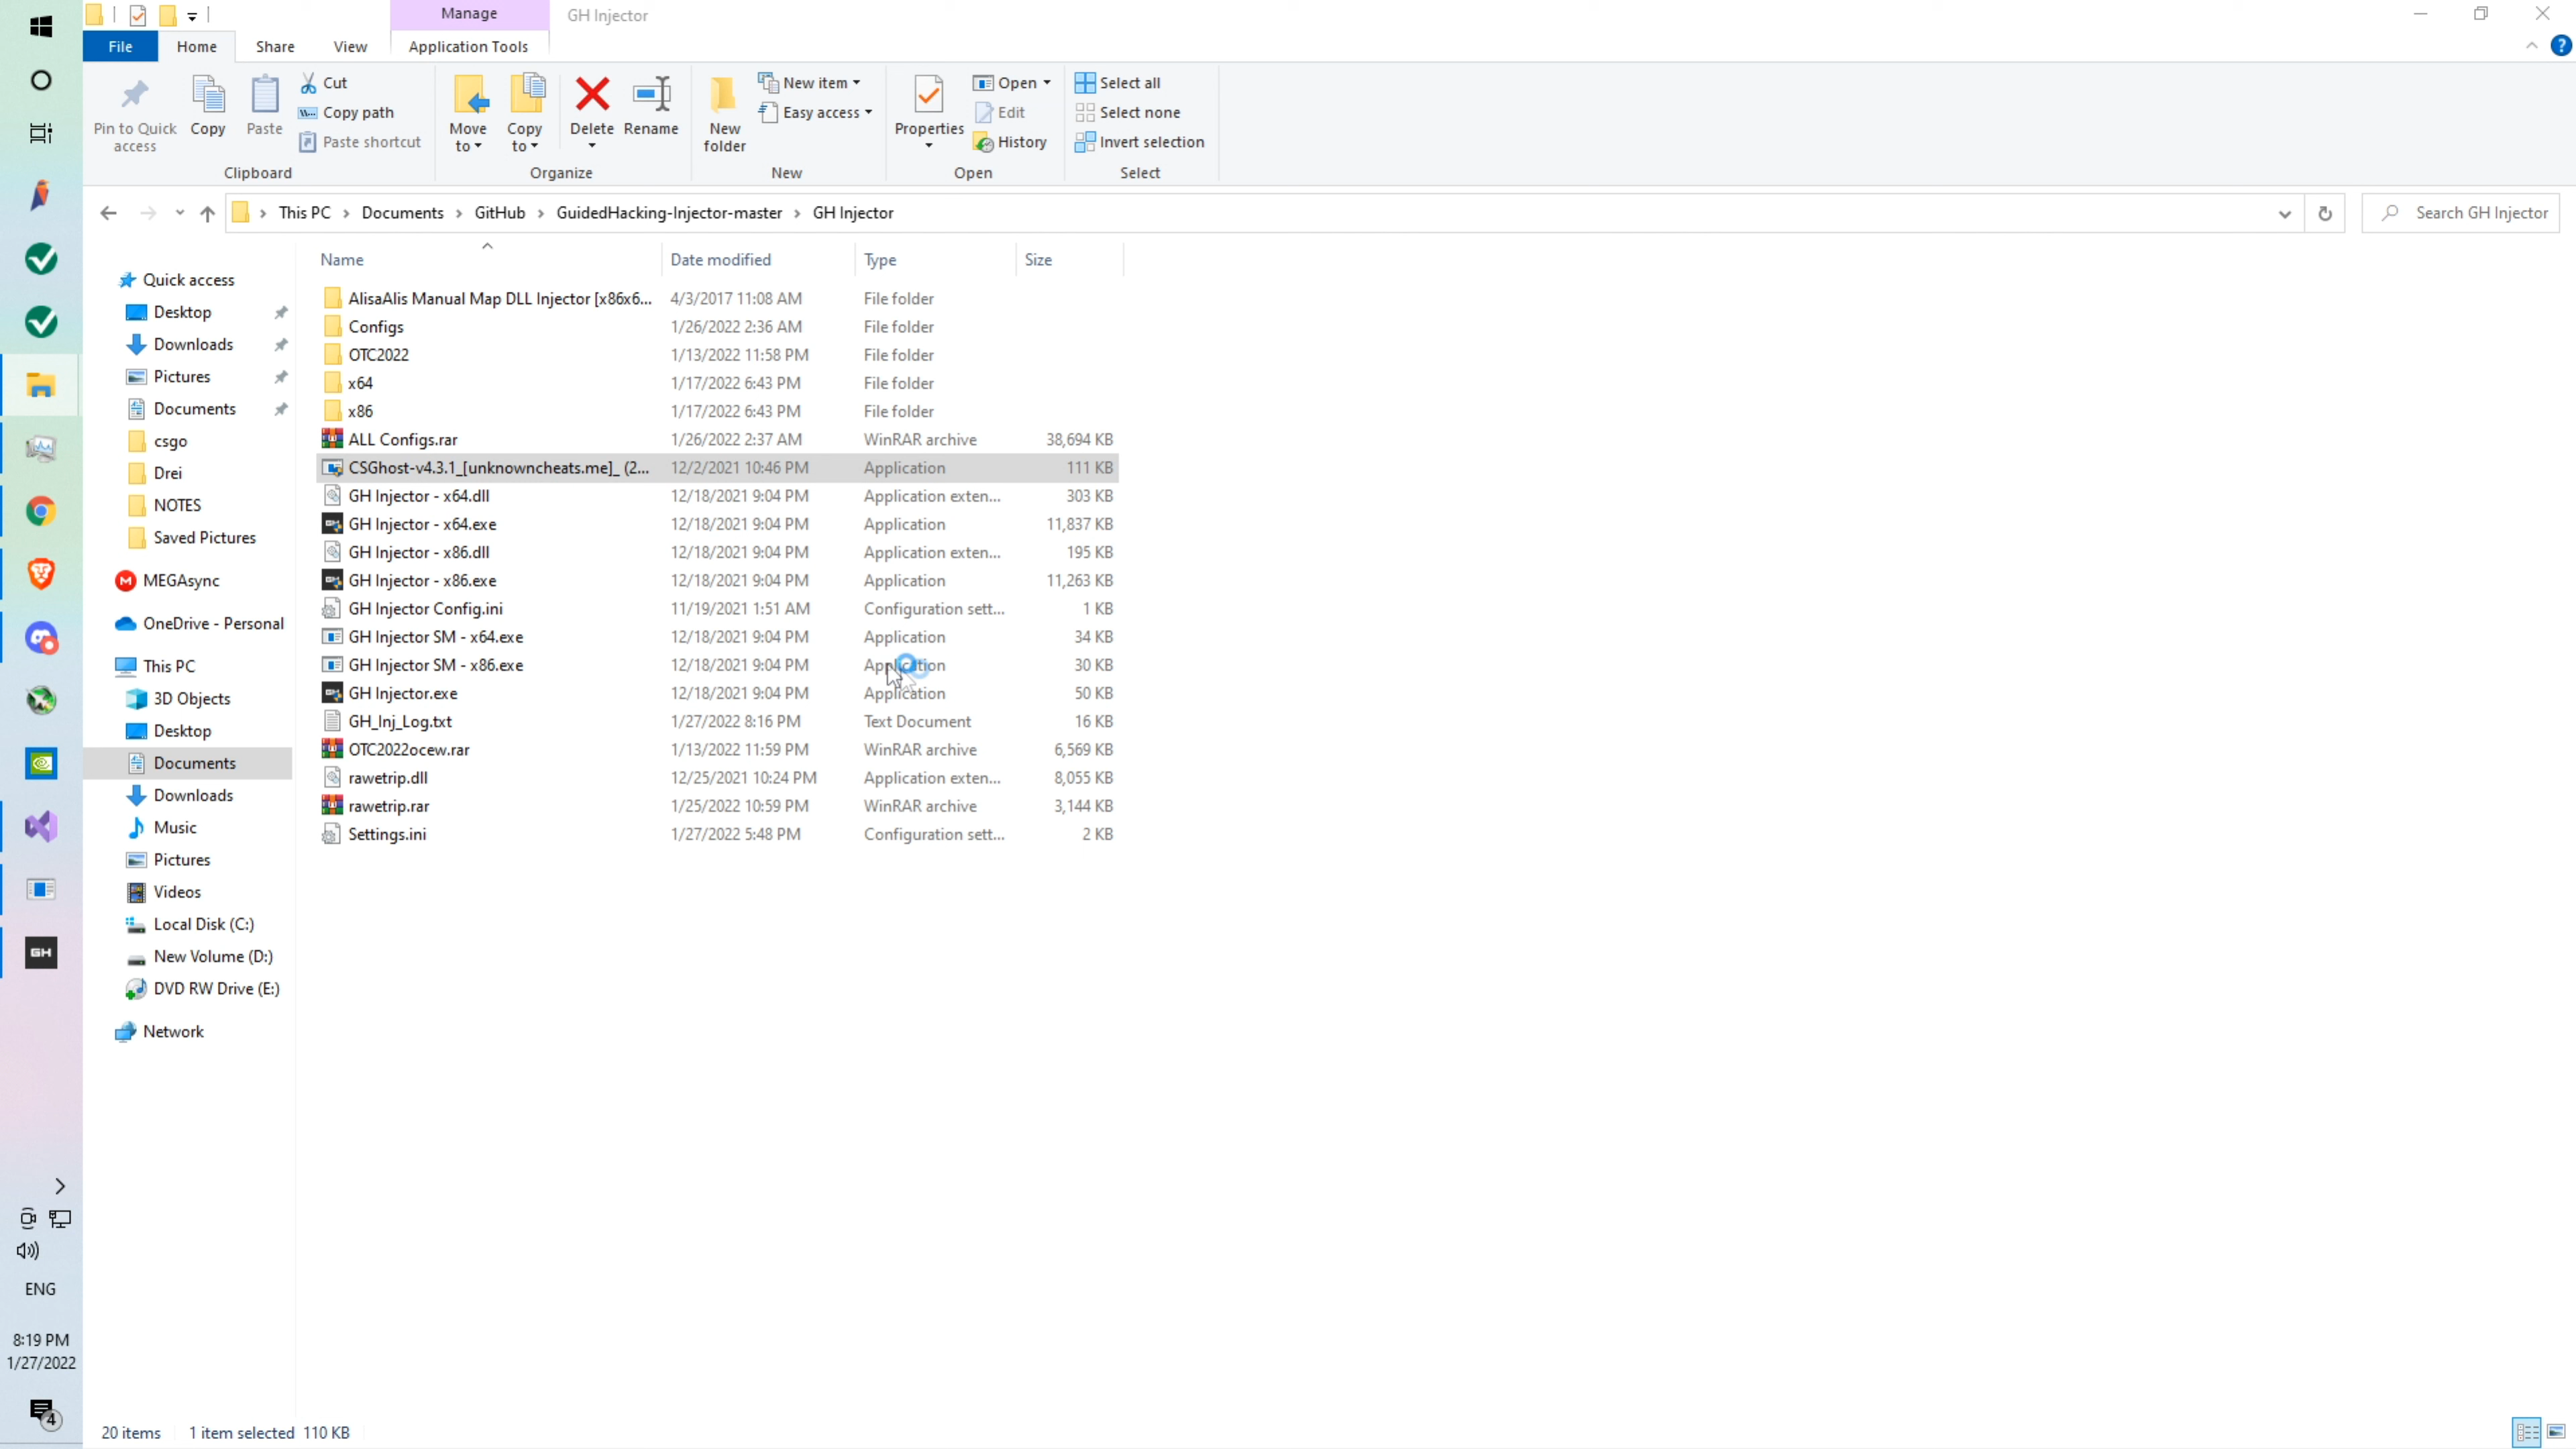 Manage
GH Injector
File
Home
Share
View
Application Tools
Pin to Quick access
Copy
Paste
Cut
Copy path
Paste shortcut
Clipboard
Move to
Copy to
Delete
Rename
Organize
New folder
New item
Easy access
New
Properties
Open
Edit
History
Open
Select all
Select none
Invert selection
Select
This PC > Documents > GitHub > GuidedHacking-Injector-master > GH Injector
Search GH Injector
Name Date modified Type Size
Quick access
Desktop
Downloads
Pictures
Documents
csgo
Drei
NOTES
Saved Pictures
MEGAsync
OneDrive - Personal
This PC
3D Objects
Desktop
Documents
Downloads
Music
Pictures
Videos
Local Disk (C:)
New Volume (D:)
DVD RW Drive (E:)
Network
AlisaAlis Manual Map DLL Injector [x86x6... 4/3/2017 11:08 AM File folder
Configs 1/26/2022 2:36 AM File folder
OTC2022 1/13/2022 11:58 PM File folder
x64 1/17/2022 6:43 PM File folder
x86 1/17/2022 6:43 PM File folder
ALL Configs.rar 1/26/2022 2:37 AM WinRAR archive 38,694 KB
CSGhost-v4.3.1_[unknowncheats.me]_ (2... 12/2/2021 10:46 PM Application 111 KB
GH Injector - x64.dll 12/18/2021 9:04 PM Application exten... 303 KB
GH Injector - x64.exe 12/18/2021 9:04 PM Application 11,837 KB
GH Injector - x86.dll 12/18/2021 9:04 PM Application exten... 195 KB
GH Injector - x86.exe 12/18/2021 9:04 PM Application 11,263 KB
GH Injector Config.ini 11/19/2021 1:51 AM Configuration sett... 1 KB
GH Injector SM - x64.exe 12/18/2021 9:04 PM Application 34 KB
GH Injector SM - x86.exe 12/18/2021 9:04 PM Application 30 KB
GH Injector.exe 12/18/2021 9:04 PM Application 50 KB
GH_Inj_Log.txt 1/27/2022 8:16 PM Text Document 16 KB
OTC2022ocew.rar 1/13/2022 11:59 PM WinRAR archive 6,569 KB
rawetrip.dll 12/25/2021 10:24 PM Application exten... 8,055 KB
rawetrip.rar 1/25/2022 10:59 PM WinRAR archive 3,144 KB
Settings.ini 1/27/2022 5:48 PM Configuration sett... 2 KB
GH
ENG
8:19 PM
1/27/2022
4
20 items 1 item selected 110 KB